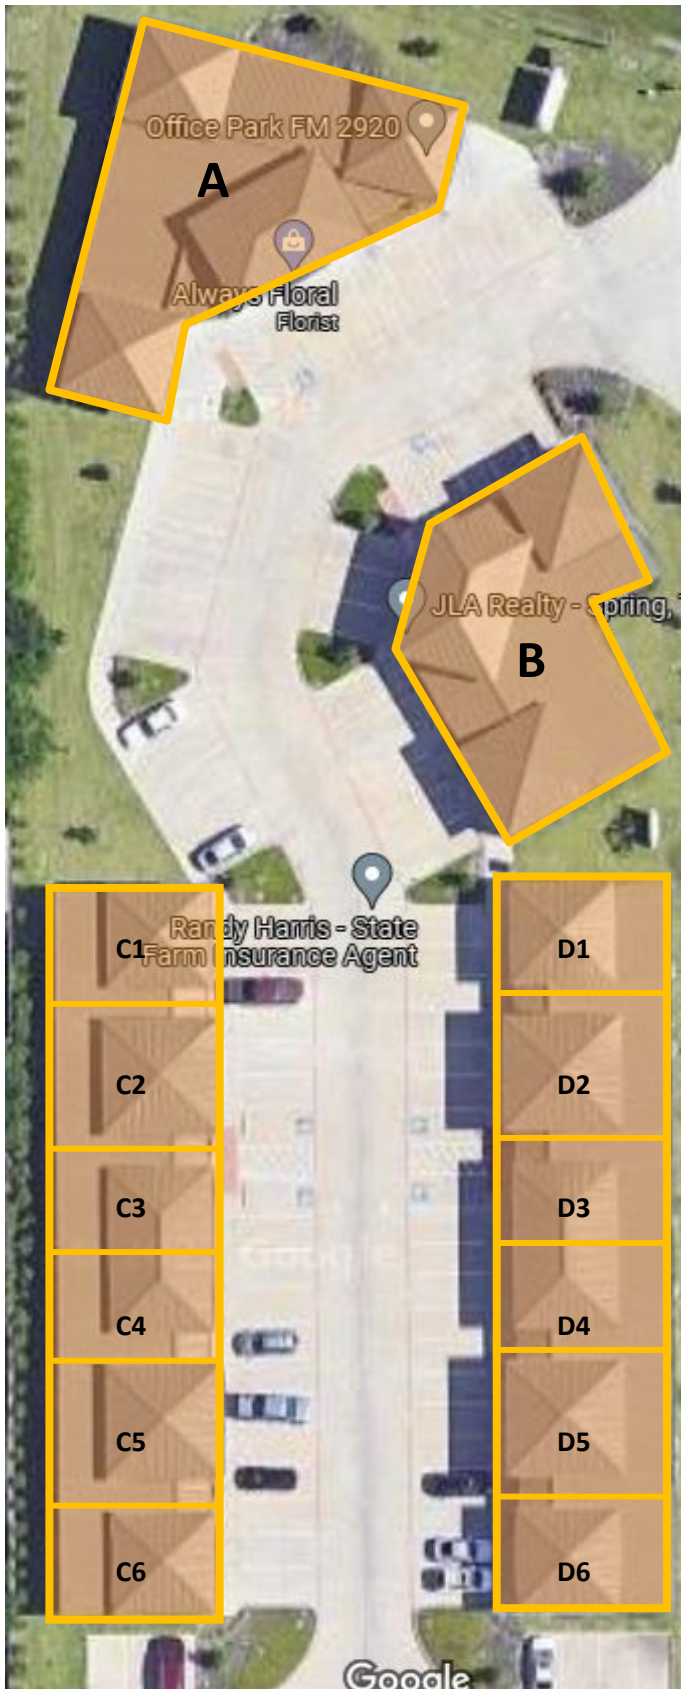 Office Park FM 2920
A
Always Floral
Florist
JLA Realty - Spring,
B
Randy Harris - State
Farm Insurance Agent
C1
D1
C2
D2
C3
D3
C4
D4
C5
D5
C6
D6
Google
Google